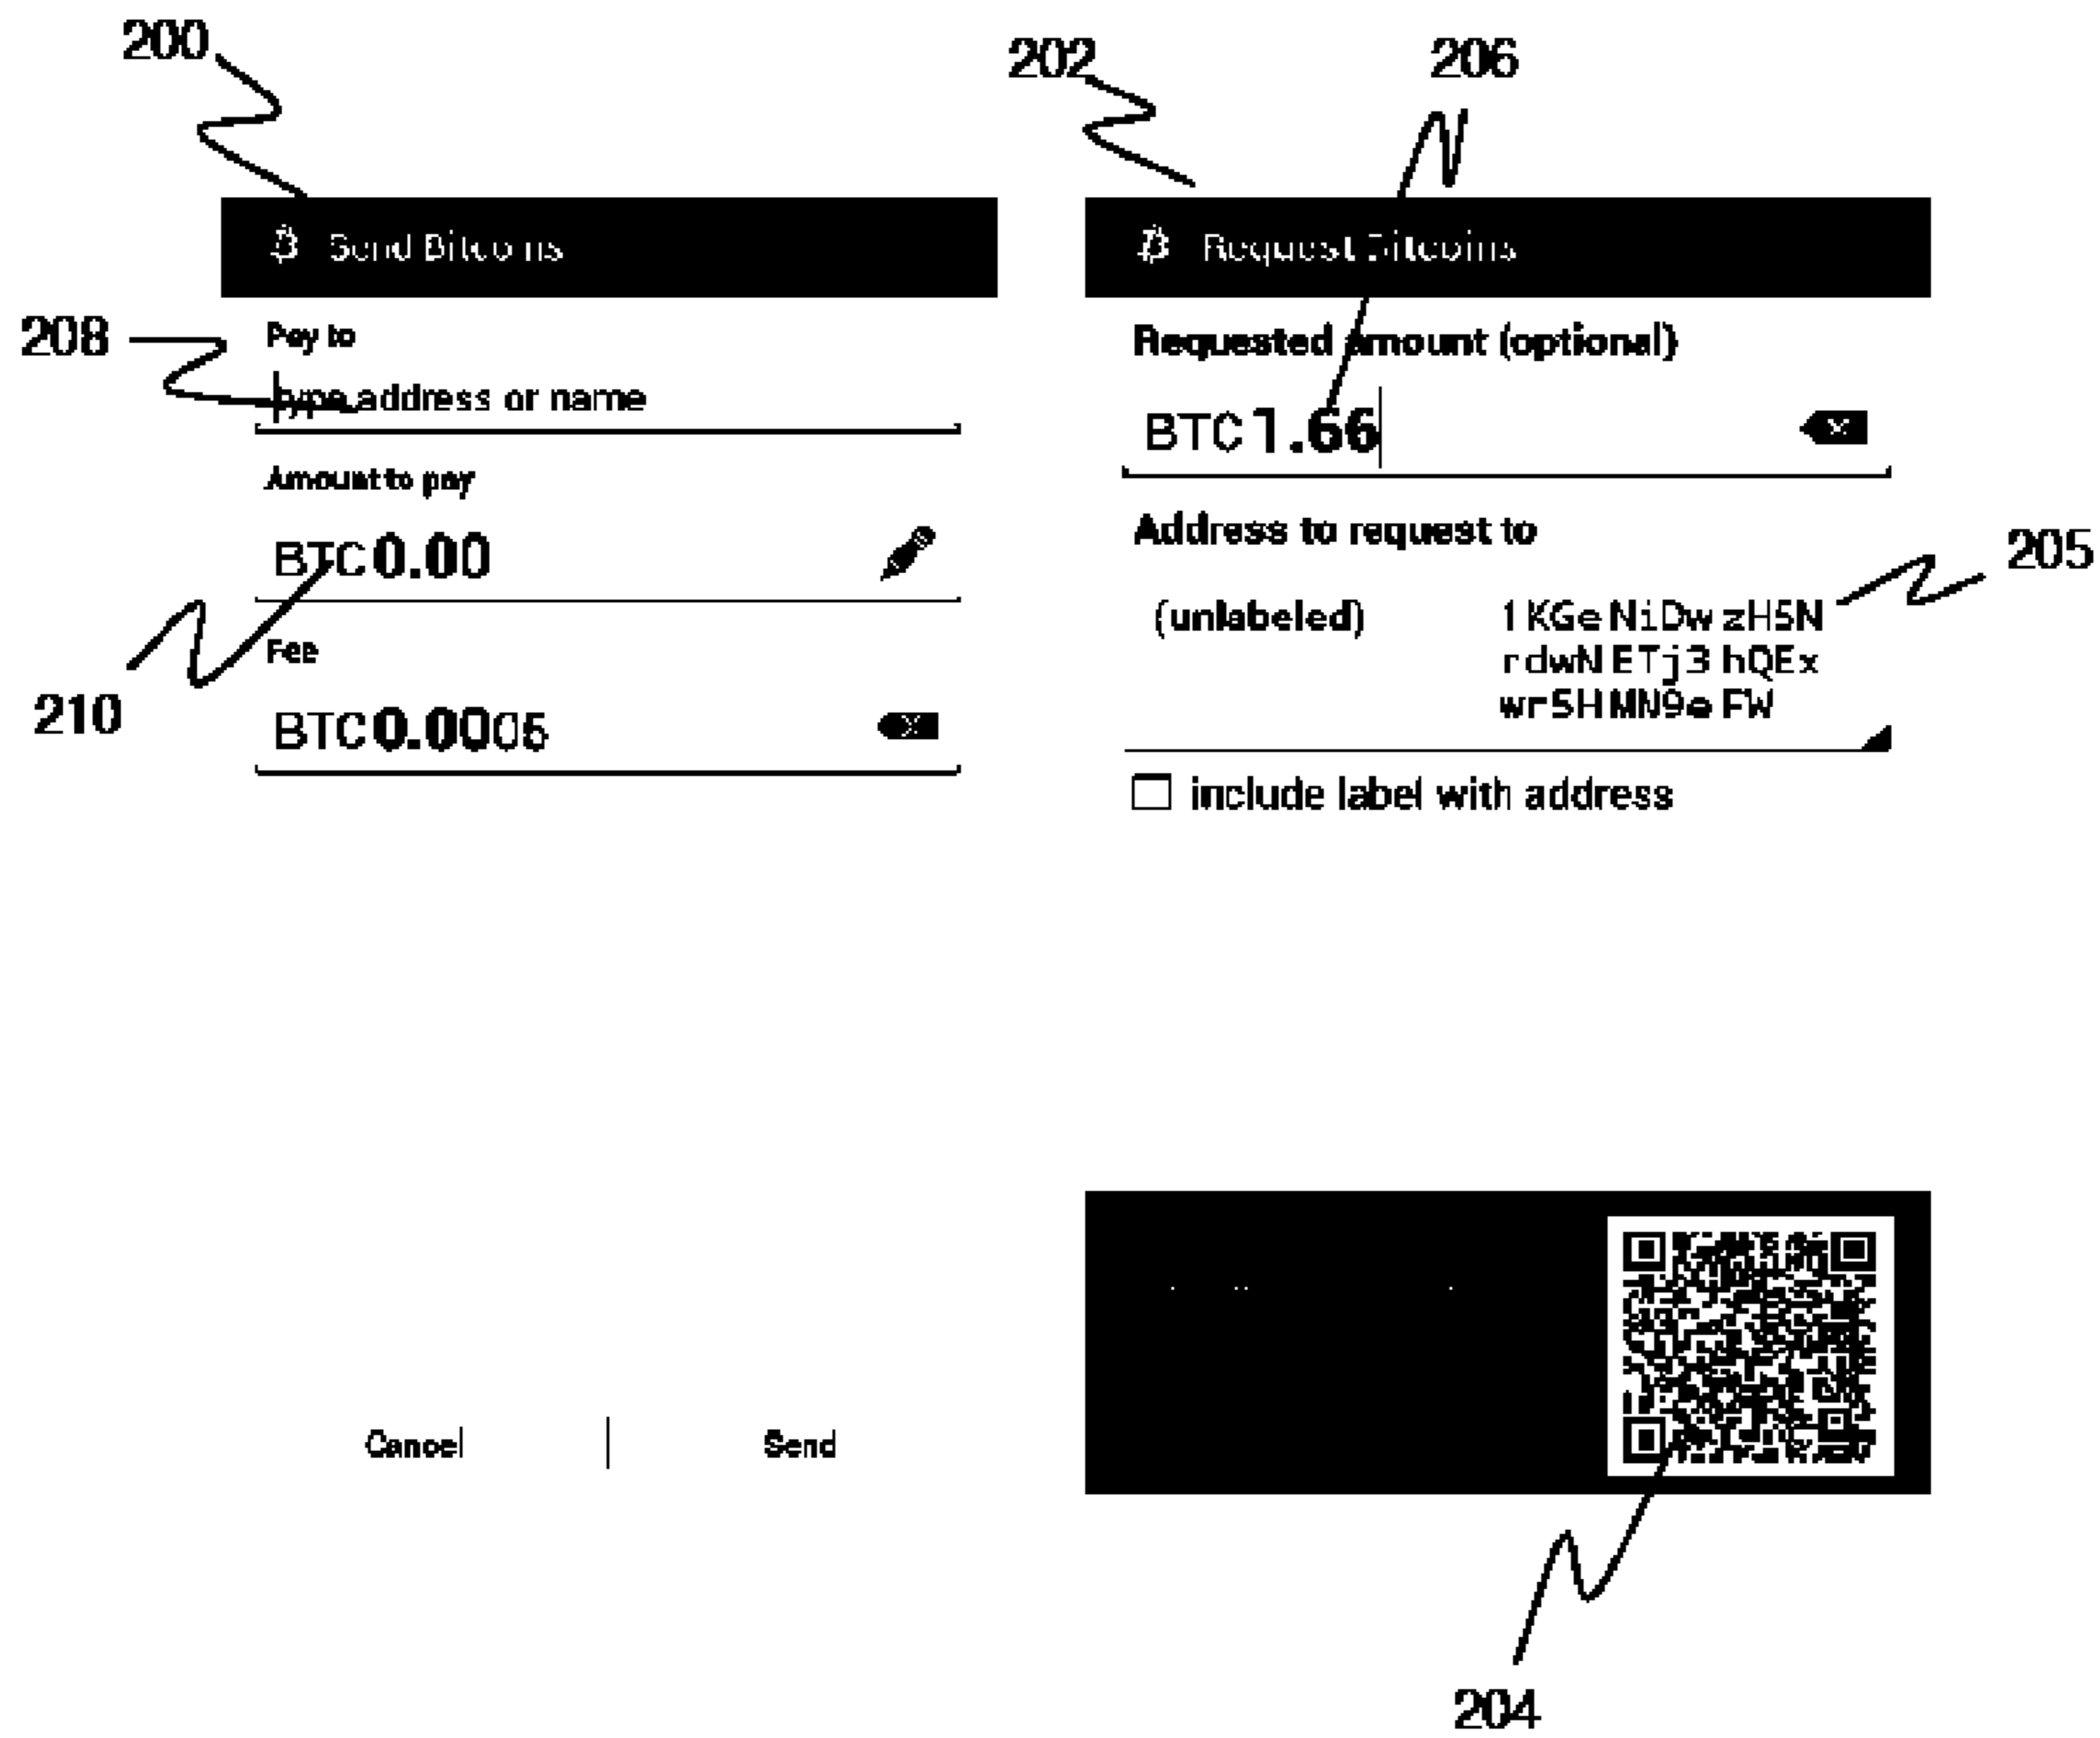 200
202
206
Send Bitcoins
Request Bitcoins
208
Pay to
type address or name
Amount to pay
BTC 0.00
210
Fee
BTC 0.0005
Requested amount (optional)
BTC 1.66
Address to request to
205
(unlabeled)
1KGeNiDwzH5N
rdwNETj3hQEx
wr5HMN9eFW
include label with address
Cancel
Send
204